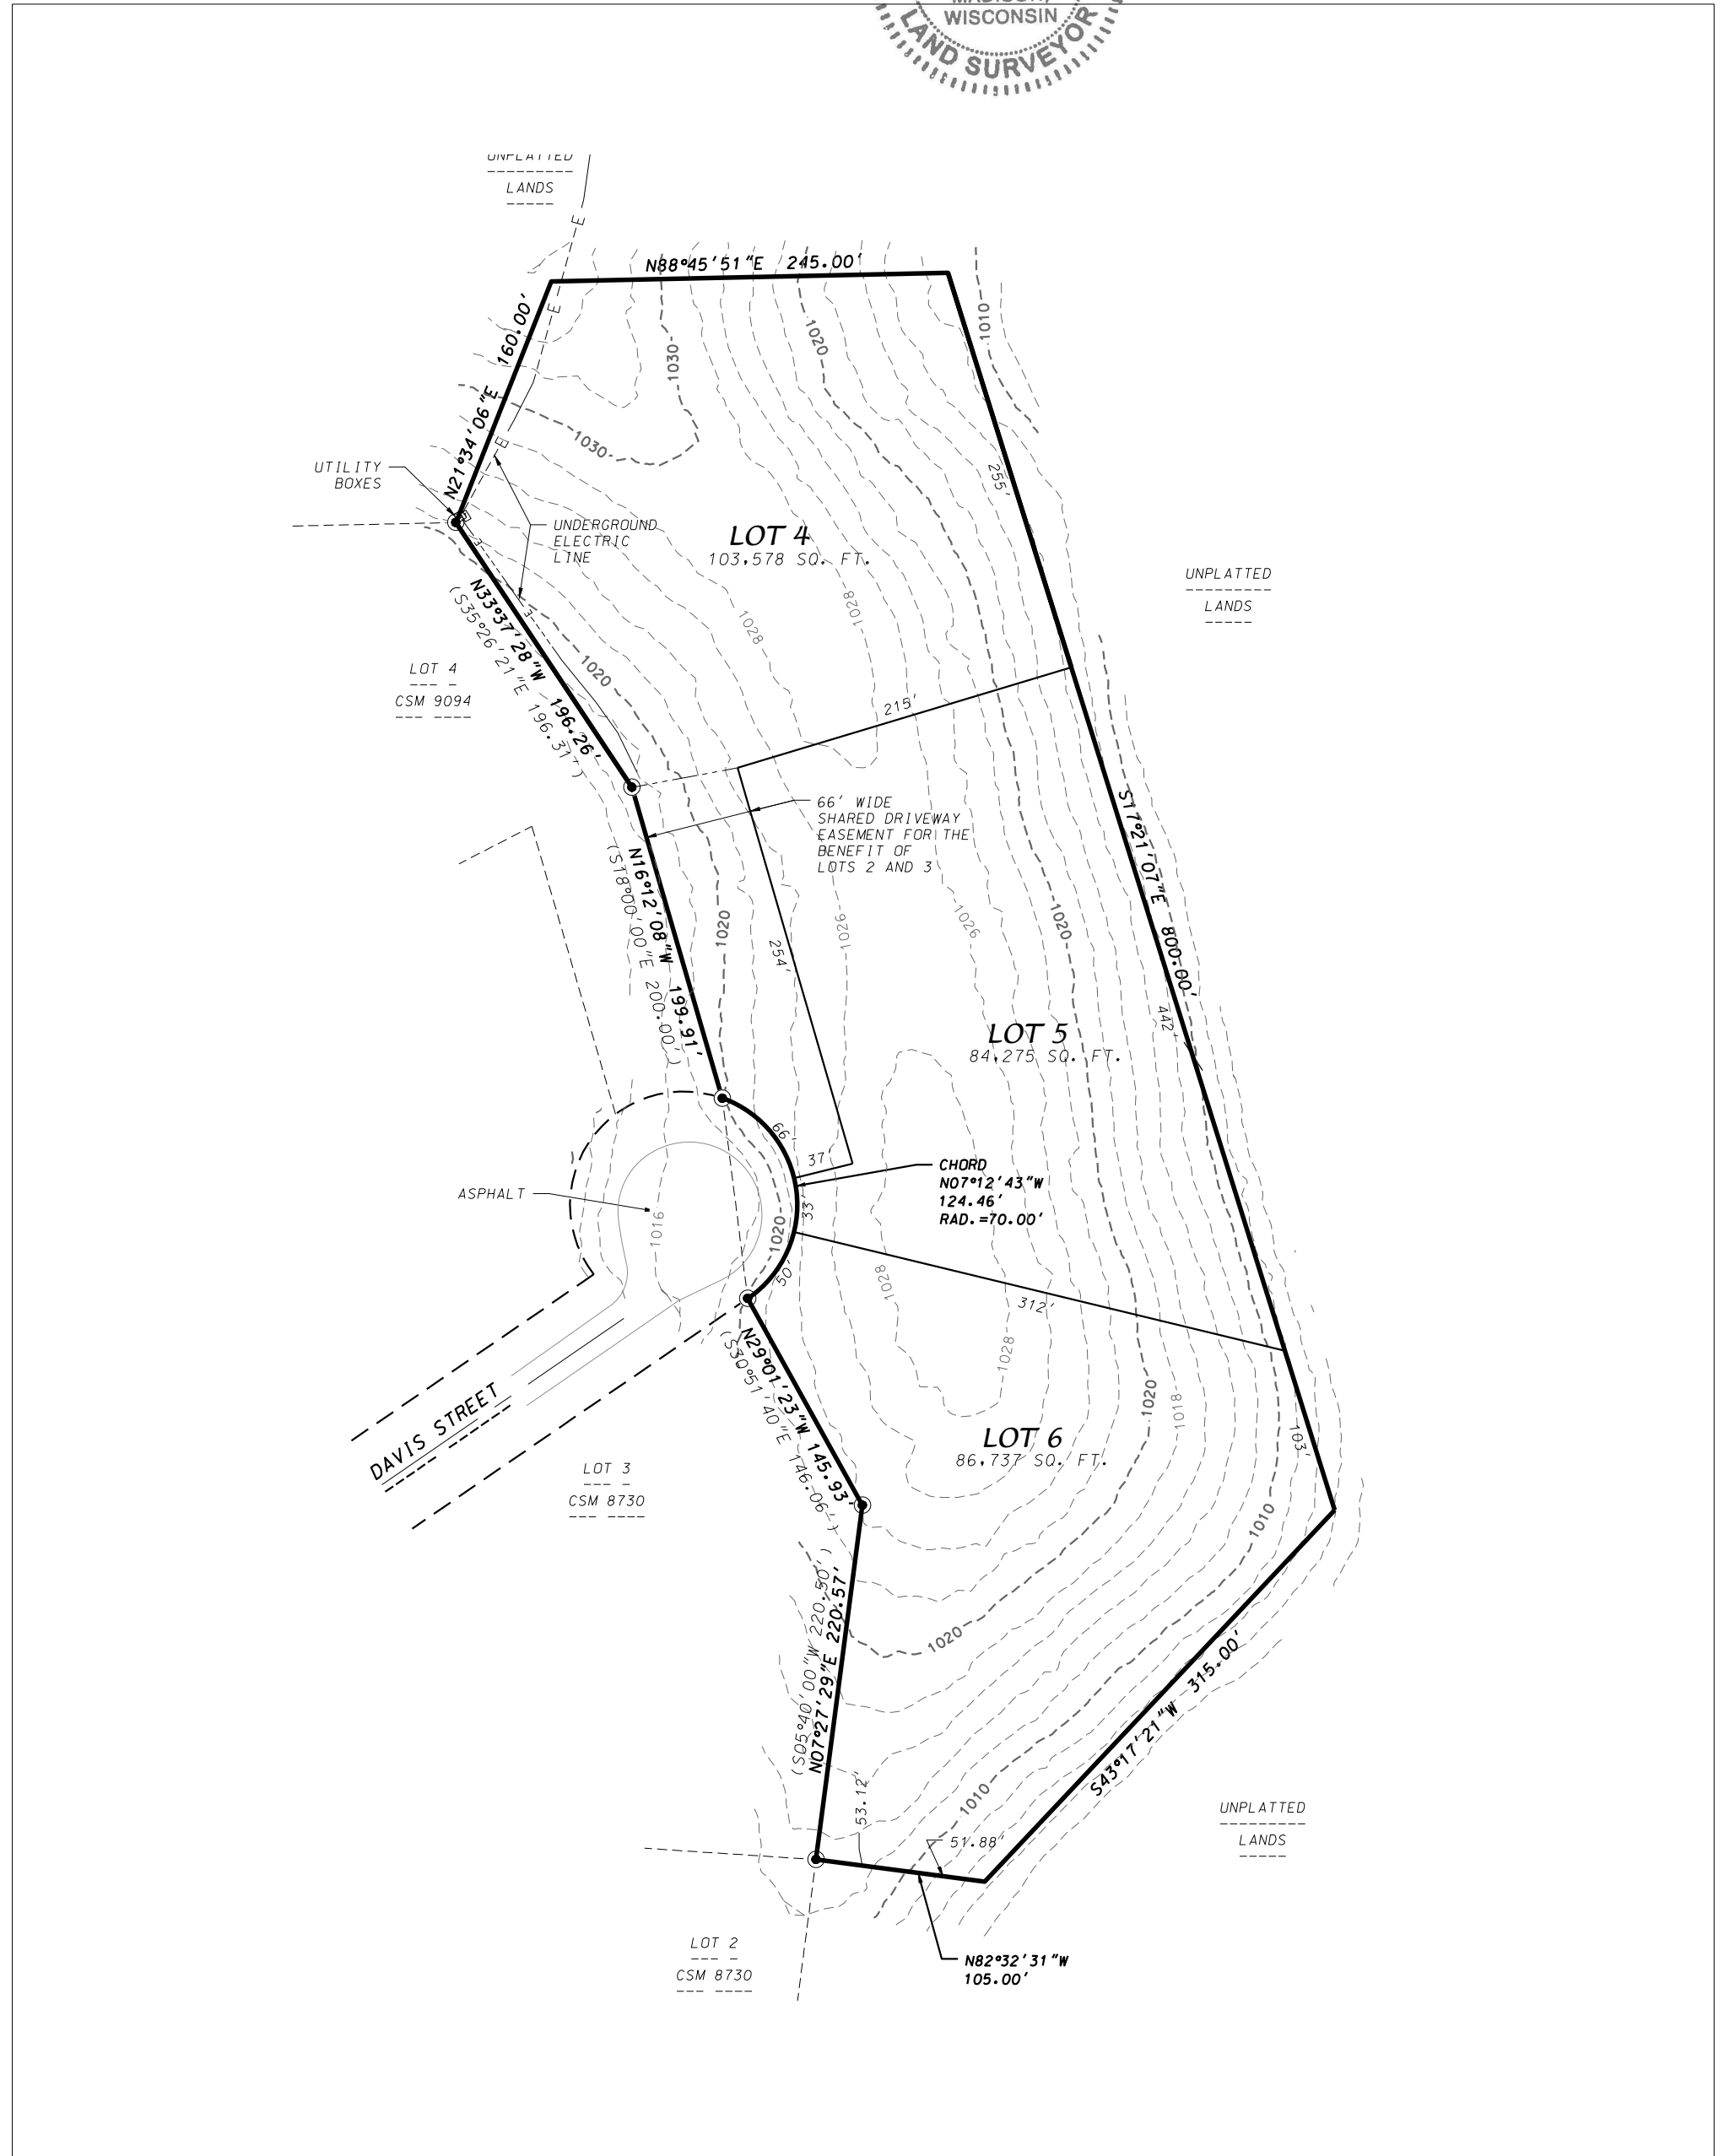 MADISON,
WISCONSIN
LAND SURVEYOR
UNPLATTED
LANDS
E
N88°45'51"E 245.00'
E
N21°34'06"E 160.00'
1030
1020
1010
E
1030
UTILITY
BOXES
255'
UNDERGROUND
ELECTRIC
LINE
LOT 4
103,578 SQ. FT.
E
UNPLATTED
LANDS
N33°37'28"W 196.26'
(S35°26'21"E 196.31')
E
1028
1028
LOT 4
CSM 9094
1020
215'
66' WIDE
SHARED DRIVEWAY
EASEMENT FOR THE
BENEFIT OF
LOTS 2 AND 3
S17°21'07"E 800.00'
N16°12'08"W 199.91'
(S18°00'00"E 200.00')
1020
254'
1026
1026
1020
442'
LOT 5
84,275 SQ. FT.
66'
37'
CHORD
N07°12'43"W
124.46'
RAD.=70.00'
ASPHALT
1016
33'
1020
50'
1028
312'
1028
N29°01'23"W 145.93'
(S30°51'40"E 146.06')
1020
1018
103'
DAVIS STREET
LOT 6
86,737 SQ. FT.
LOT 3
CSM 8730
1010
N07°27'29"E 220.57'
(S05°40'00"W 220.50')
1020
S43°17'21"W 315.00'
1010
53.12'
51.88'
UNPLATTED
LANDS
LOT 2
CSM 8730
N82°32'31"W
105.00'